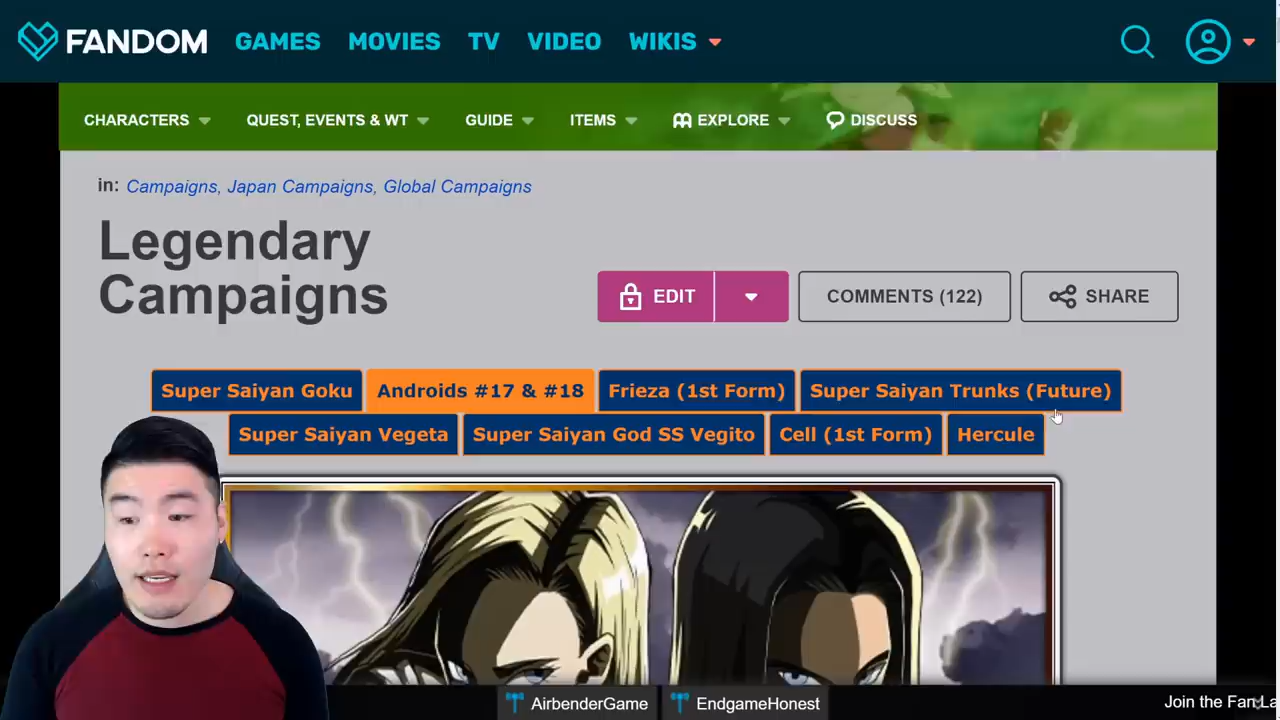 FANDOM GAMES MOVIES TV VIDEO WIKIS
CHARACTERS QUEST, EVENTS & WT GUIDE ITEMS EXPLORE DISCUSS
in: Campaigns, Japan Campaigns, Global Campaigns
Legendary
Campaigns
EDIT COMMENTS (122) SHARE
Super Saiyan Goku Androids #17 & #18 Frieza (1st Form) Super Saiyan Trunks (Future)
Super Saiyan Vegeta Super Saiyan God SS Vegito Cell (1st Form) Hercule
AirbenderGame EndgameHonest Join the Fan La